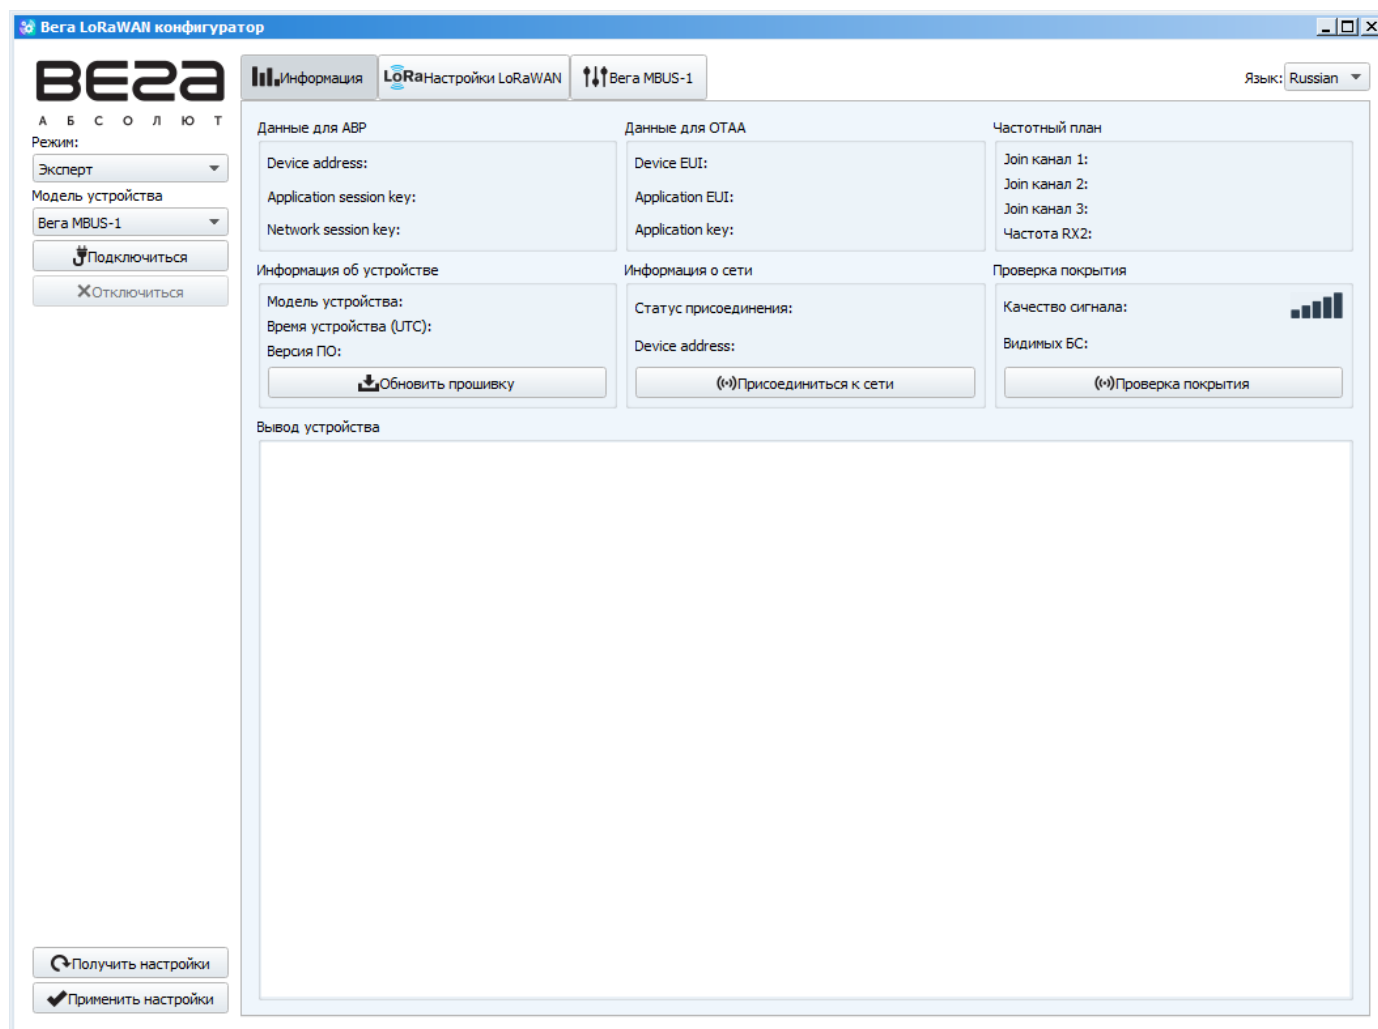 Вега LoRaWAN конфигуратор
ВЕГА
АБСОЛЮТ
Режим:
Эксперт
Модель устройства
Вега MBUS-1
Подключиться
Отключиться
Получить настройки
Применить настройки
Информация
LoRa Настройки LoRaWAN
Вега MBUS-1
Язык: Russian
Данные для ABP
Device address:
Application session key:
Network session key:
Данные для OTAA
Device EUI:
Application EUI:
Application key:
Частотный план
Join канал 1:
Join канал 2:
Join канал 3:
Частота RX2:
Информация об устройстве
Модель устройства:
Время устройства (UTC):
Версия ПО:
Обновить прошивку
Информация о сети
Статус присоединения:
Device address:
Присоединиться к сети
Проверка покрытия
Качество сигнала:
Видимых БС:
Проверка покрытия
Вывод устройства